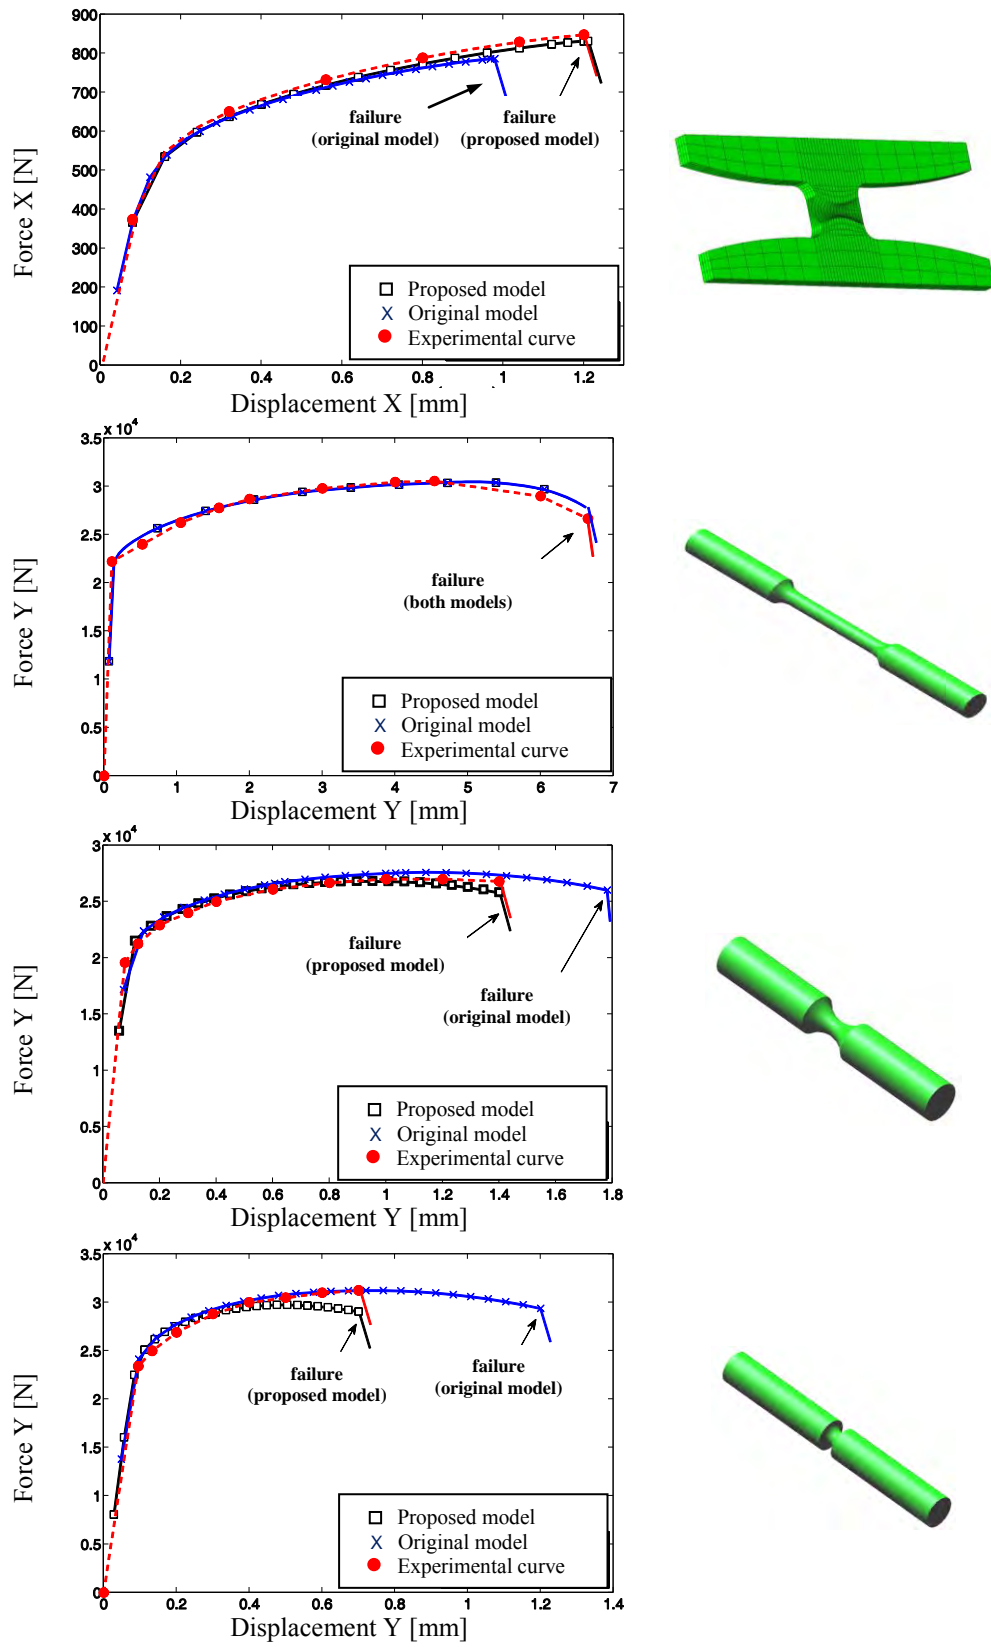 900
800
700
600
500
400
300
200
100
0
Force X [N]
failure
(original model)
failure
(proposed model)
Proposed model
Original model
Experimental curve
0 0.2 0.4 0.6 0.8 1 1.2
Displacement X [mm]
x 10⁴
3.5
3
2.5
2
1.5
1
0.5
0
Force Y [N]
failure
(both models)
Proposed model
Original model
Experimental curve
0 1 2 3 4 5 6 7
Displacement Y [mm]
x 10⁴
3
2.5
2
1.5
1
0.5
0
Force Y [N]
failure
(proposed model)
failure
(original model)
Proposed model
Original model
Experimental curve
0 0.2 0.4 0.6 0.8 1 1.2 1.4 1.6 1.8
Displacement Y [mm]
x 10⁴
3.5
3
2.5
2
1.5
1
0.5
0
Force Y [N]
failure
(proposed model)
failure
(original model)
Proposed model
Original model
Experimental curve
0 0.2 0.4 0.6 0.8 1 1.2 1.4
Displacement Y [mm]